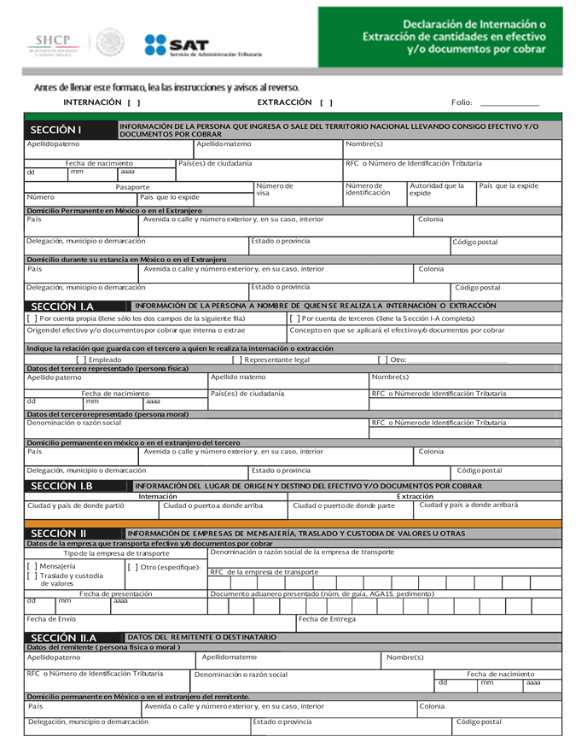 SHCP
SAT
Servicio de Administración Tributaria
Declaración de Internación o
Extracción de cantidades en efectivo
y/o documentos por cobrar
Antes de llenar este formato, lea las instrucciones y avisos al reverso.
INTERNACIÓN [ ] EXTRACCIÓN [ ] Folio: ____________
SECCIÓN I INFORMACIÓN DE LA PERSONA QUE INGRESA O SALE DEL TERRITORIO NACIONAL LLEVANDO CONSIGO EFECTIVO Y/O
DOCUMENTOS POR COBRAR
Apellido paterno Apellido materno Nombre(s)
Fecha de nacimiento País(es) de ciudadanía RFC o Número de Identificación Tributaria
dd mm aaaa
Pasaporte Número de visa Número de identificación Autoridad que la expide País que la expide
Número País que lo expide
Domicilio Permanente en México o en el Extranjero
País Avenida o calle y número exterior y, en su caso, interior Colonia
Delegación, municipio o demarcación Estado o provincia Código postal
Domicilio durante su estancia en México o en el Extranjero
País Avenida o calle y número exterior y, en su caso, interior Colonia
Delegación, municipio o demarcación Estado o provincia Código postal
SECCIÓN I.A INFORMACIÓN DE LA PERSONA A NOMBRE DE QUIEN SE REALIZA LA INTERNACIÓN O EXTRACCIÓN
[ ] Por cuenta propia (llene sólo los dos campos de la siguiente fila) [ ] Por cuenta de terceros (llene la Sección I-A completa)
Origen del efectivo y/o documentos por cobrar que interna o extrae Concepto en que se aplicará el efectivo y/ó documentos por cobrar
Indique la relación que guarda con el tercero a quien le realiza la internación o extracción
[ ] Empleado [ ] Representante legal [ ] Otro:
Datos del tercero representado (persona física)
Apellido paterno Apellido materno Nombre(s)
Fecha de nacimiento País(es) de ciudadanía RFC o Número de Identificación Tributaria
dd mm aaaa
Datos del tercero representado (persona moral)
Denominación o razón social RFC o Número de Identificación Tributaria
Domicilio permanente en méxico o en el extranjero del tercero
País Avenida o calle y número exterior y, en su caso, interior Colonia
Delegación, municipio o demarcación Estado o provincia Código postal
SECCIÓN I.B INFORMACIÓN DEL LUGAR DE ORIGEN Y DESTINO DEL EFECTIVO Y/O DOCUMENTOS POR COBRAR
Internación Extracción
Ciudad y país de donde partió Ciudad o puerto a donde arriba Ciudad o puerto de donde parte Ciudad y país a donde arribará
SECCIÓN II INFORMACIÓN DE EMPRESAS DE MENSAJERÍA, TRASLADO Y CUSTODIA DE VALORES U OTRAS
Datos de la empresa que transporta efectivo y/ó documentos por cobrar
Tipo de la empresa de transporte Denominación o razón social de la empresa de transporte
[ ] Mensajería [ ] Otro (especifique):
[ ] Traslado y custodia RFC de la empresa de transporte
de valores
Fecha de presentación Documento aduanero presentado (núm. de guía, AGA15, pedimento)
dd mm aaaa
Fecha de Envío Fecha de Entrega
SECCIÓN II.A DATOS DEL REMITENTE O DESTINATARIO
Datos del remitente ( persona física o moral )
Apellido paterno Apellido materno Nombre(s)
RFC o Número de Identificación Tributaria Denominación o razón social Fecha de nacimiento
dd mm aaaa
Domicilio permanente en México o en el extranjero del remitente.
País Avenida o calle y número exterior y, en su caso, interior Colonia
Delegación, municipio o demarcación Estado o provincia Código postal